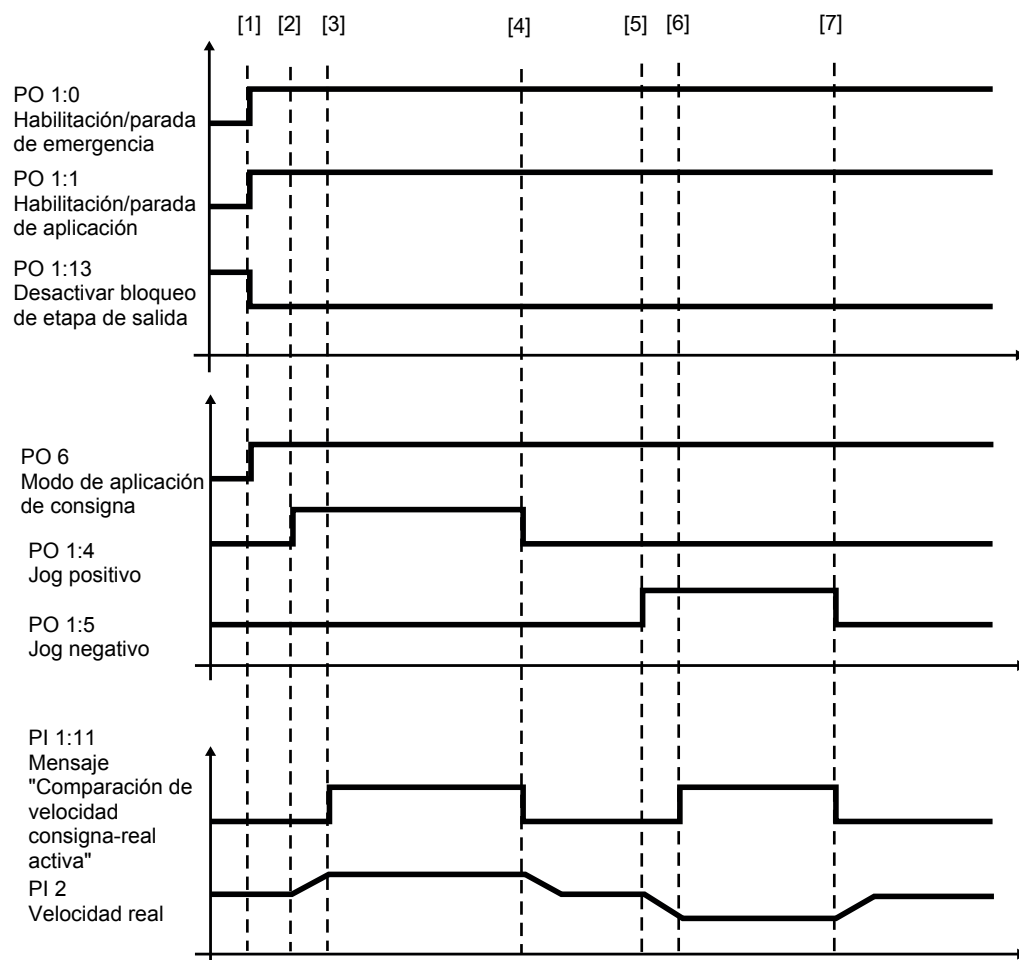 [1] [2] [3] [4] [5] [6] [7]
PO 1:0
Habilitación/parada
de emergencia
PO 1:1
Habilitación/parada
de aplicación
PO 1:13
Desactivar bloqueo
de etapa de salida
PO 6
Modo de aplicación
de consigna
PO 1:4
Jog positivo
PO 1:5
Jog negativo
PI 1:11
Mensaje
"Comparación de
velocidad
consigna-real
activa"
PI 2
Velocidad real